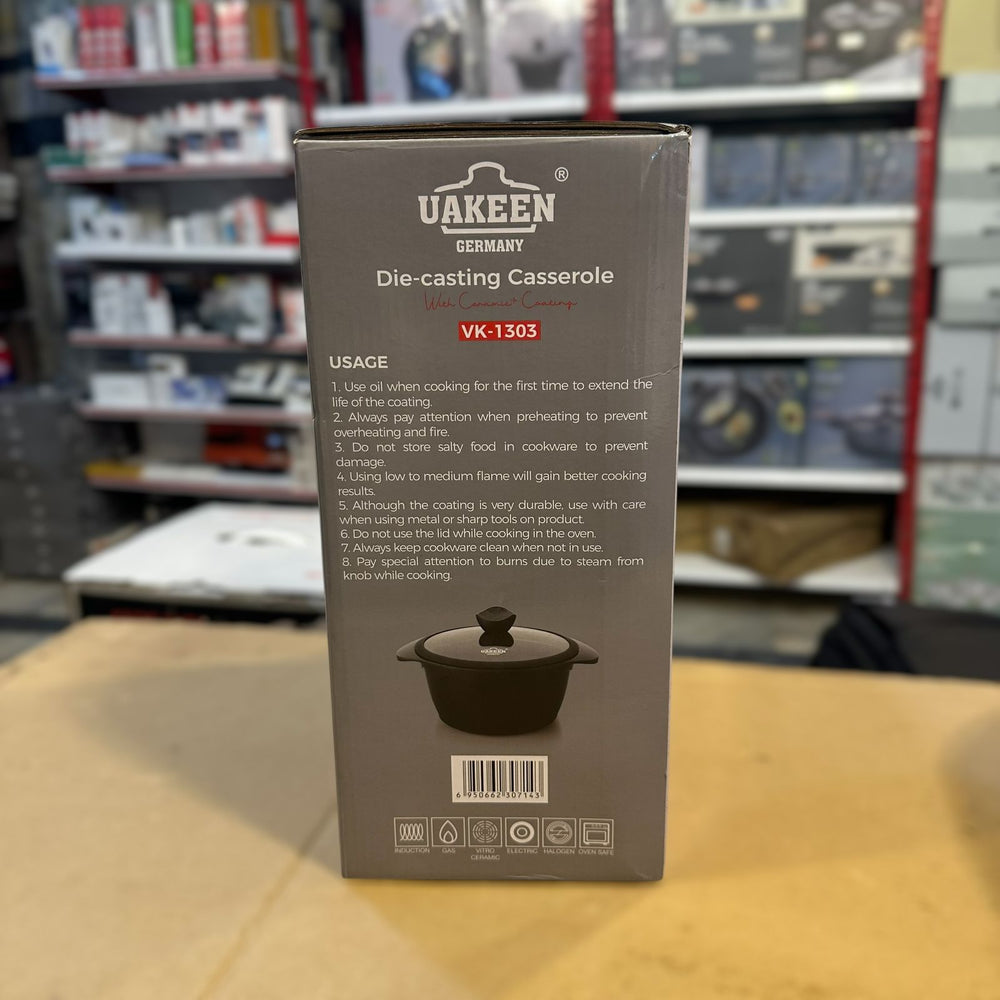 UAKEEN ®
GERMANY
Die-casting Casserole
With Ceramic™ Coating
VK-1303
USAGE
1. Use oil when cooking for the first time to extend the
life of the coating.
2. Always pay attention when preheating to prevent
overheating and fire.
3. Do not store salty food in cookware to prevent
damage.
4. Using low to medium flame will gain better cooking
results.
5. Although the coating is very durable, use with care
when using metal or sharp tools on product.
6. Do not use the lid while cooking in the oven.
7. Always keep cookware clean when not in use.
8. Pay special attention to burns due to steam from
knob while cooking.
UAKEEN
6 950662 307143
INDUCTION GAS VITRO CERAMIC ELECTRIC HALOGEN OVEN SAFE